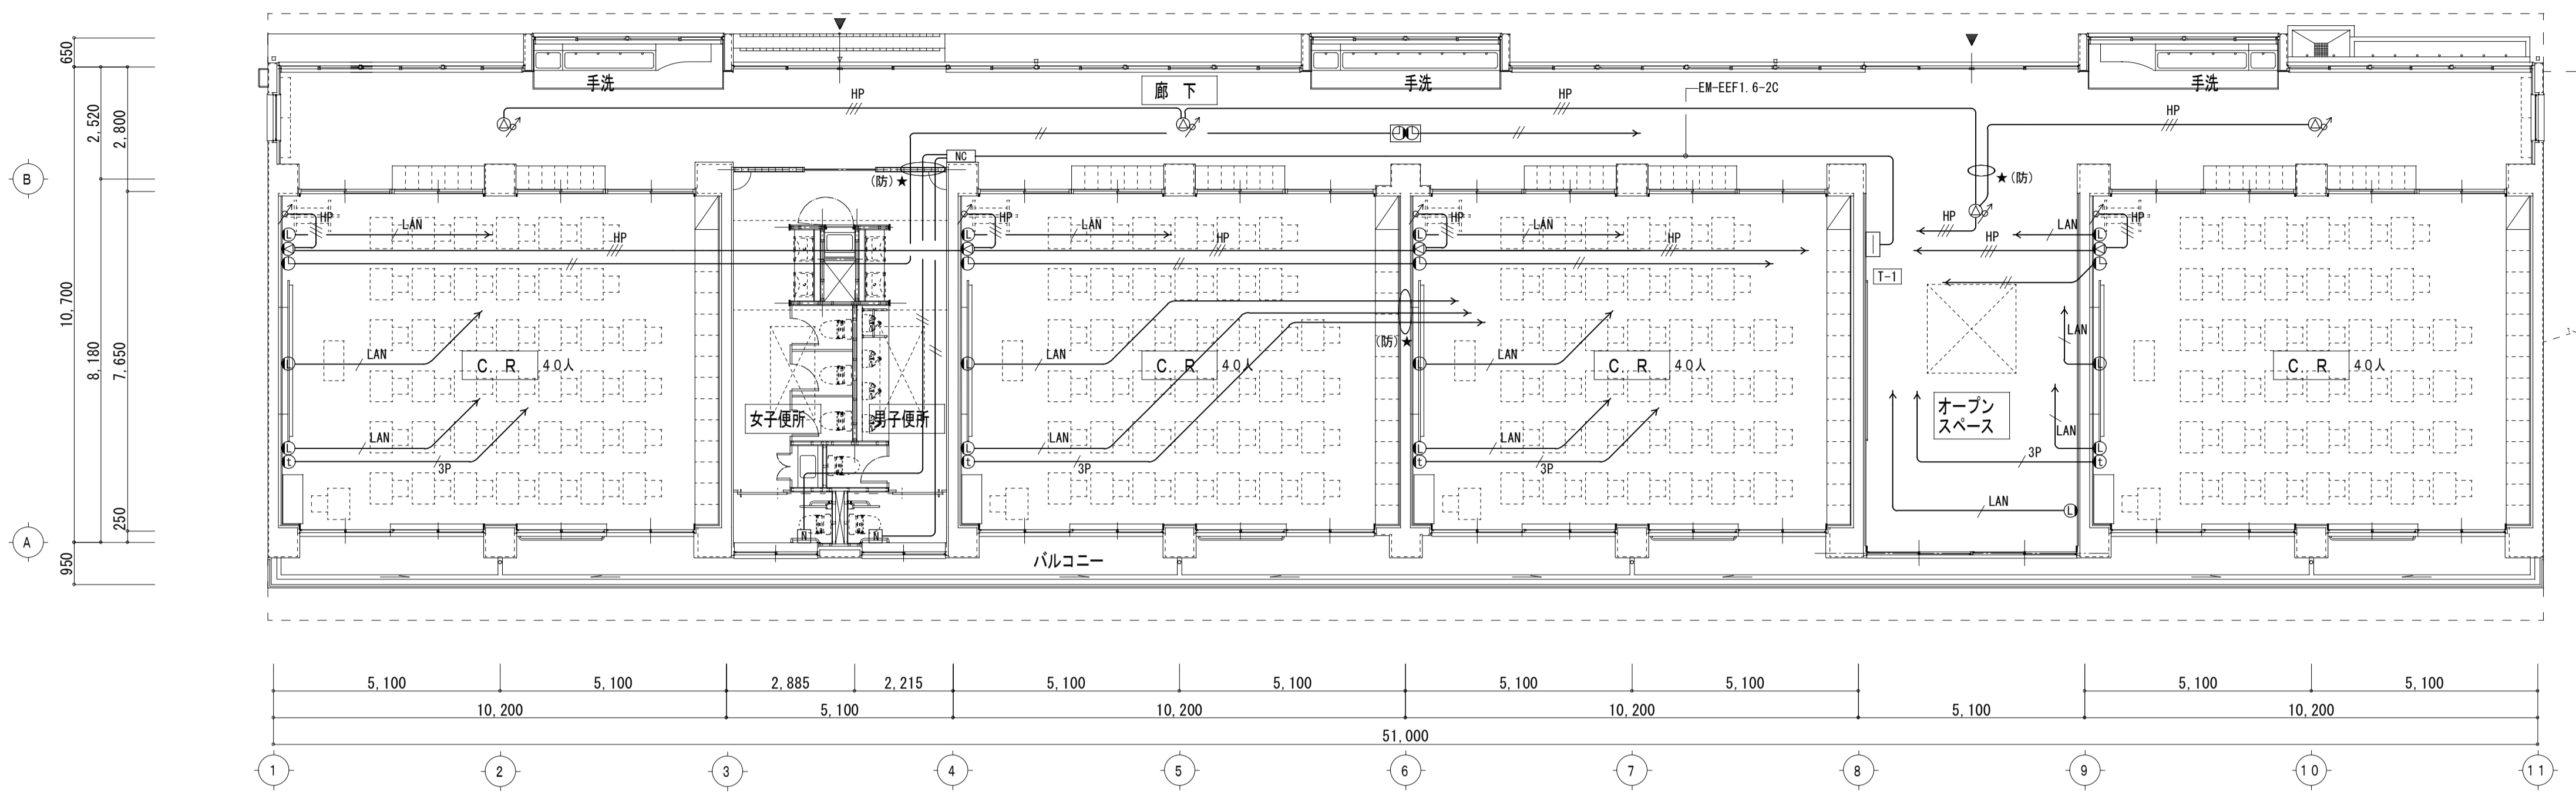 手洗
手洗
手洗
廊 下
HP
HP
HP
EM-EEF1.6-2C
NC
(防)★
★(防)
650
2,520
2,800
B
10,700
8,180
7,650
250
A
950
HP
LAN
HP
L
L
LAN
L
LAN
t
3P
C. R.
40人
女子便所
男子便所
N
N
HP
LAN
HP
L
L
LAN
L
LAN
t
3P
C. R.
40人
(防)★
HP
LAN
HP
L
L
LAN
L
LAN
t
3P
C. R.
40人
T-1
HP
HP
LAN
LAN
LAN
3P
LAN
L
オープン
スペース
HP
L
L
L
t
C. R.
40人
バルコニー
5,100
5,100
2,885
2,215
5,100
5,100
5,100
5,100
5,100
5,100
10,200
5,100
10,200
10,200
5,100
10,200
51,000
1
2
3
4
5
6
7
8
9
10
11